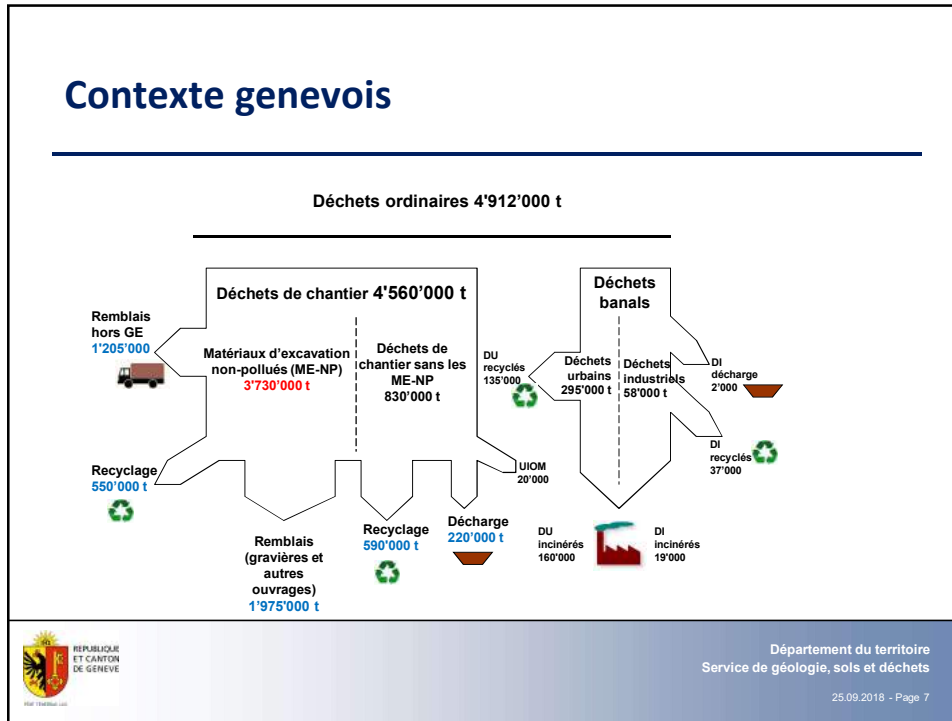 Contexte genevois
Déchets ordinaires 4'912'000 t
Déchets de chantier 4'560'000 t
Remblais
hors GE
1'205'000
Matériaux d'excavation
non-pollués (ME-NP)
3'730'000 t
Déchets de
chantier sans les
ME-NP
830'000 t
Recyclage
550'000 t
Remblais
(gravières et
autres
ouvrages)
1'975'000 t
Recyclage
590'000 t
Décharge
220'000 t
UIOM
20'000
Déchets
banals
DU
recyclés
135'000
Déchets
urbains
295'000 t
Déchets
industriels
58'000 t
DI
décharge
2'000
DI
recyclés
37'000
DU
incinérés
160'000
DI
incinérés
19'000
REPUBLIQUE
ET CANTON
DE GENEVE
POST TENEBRAS LUX
Département du territoire
Service de géologie, sols et déchets
25.09.2018 - Page 7